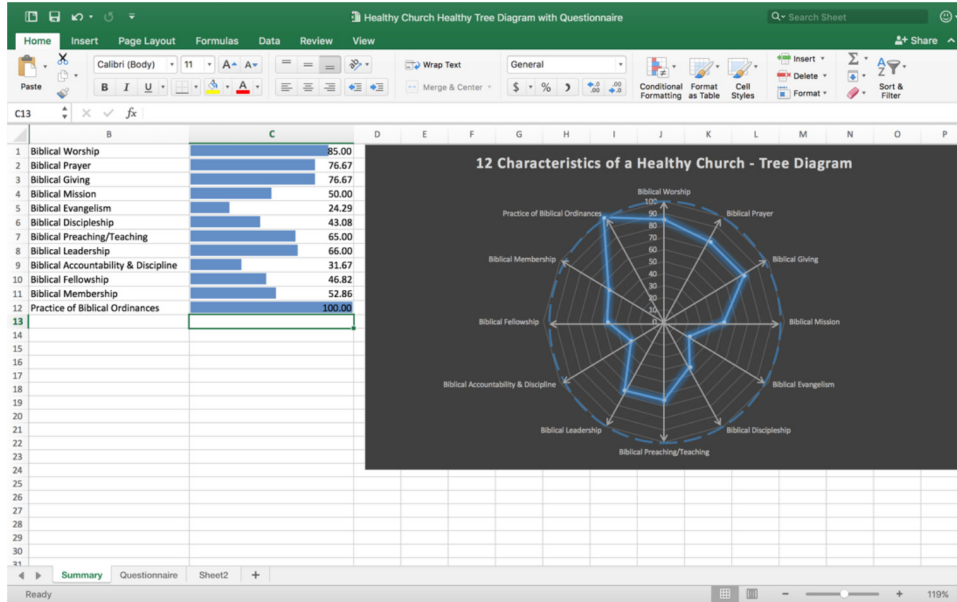 Healthy Church Healthy Tree Diagram with Questionnaire
Search Sheet
Home Insert Page Layout Formulas Data Review View
Share
Paste
Calibri (Body) 11 A A
B I U A
Wrap Text
Merge & Center
General
$ % )
Conditional Formatting
Format as Table
Cell Styles
Insert
Delete
Format
Sort & Filter
C13 fx
B C D E F G H I J K L M N O P
1 Biblical Worship 85.00
2 Biblical Prayer 76.67
3 Biblical Giving 76.67
4 Biblical Mission 50.00
5 Biblical Evangelism 24.29
6 Biblical Discipleship 43.08
7 Biblical Preaching/Teaching 65.00
8 Biblical Leadership 66.00
9 Biblical Accountability & Discipline 31.67
10 Biblical Fellowship 46.82
11 Biblical Membership 52.86
12 Practice of Biblical Ordinances 100.00
13
14
15
16
17
18
19
20
21
22
23
24
25
26
27
28
29
30
31
12 Characteristics of a Healthy Church - Tree Diagram
Biblical Worship
100
90
80
70
60
50
40
30
20
10
0
Practice of Biblical Ordinances
Biblical Prayer
Biblical Membership
Biblical Giving
Biblical Fellowship
Biblical Mission
Biblical Accountability & Discipline
Biblical Evangelism
Biblical Leadership
Biblical Discipleship
Biblical Preaching/Teaching
Summary Questionnaire Sheet2 +
Ready
119%